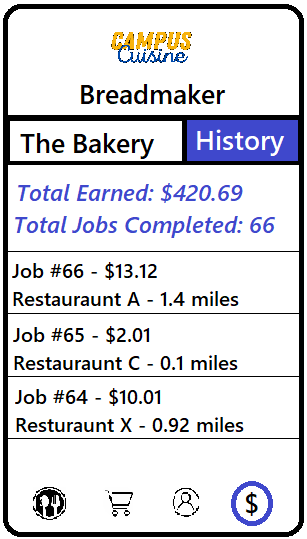 CAMPUS
Cuisine
Breadmaker
The Bakery
History
Total Earned: $420.69
Total Jobs Completed: 66
Job #66 - $13.12
Restauraunt A - 1.4 miles
Job #65 - $2.01
Restauraunt C - 0.1 miles
Job #64 - $10.01
Resturaunt X - 0.92 miles
$